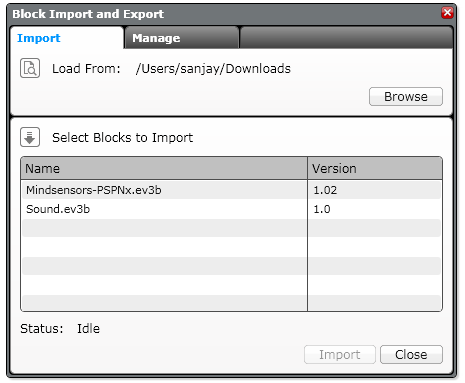 Block Import and Export
Import Manage
Load From: /Users/sanjay/Downloads
Browse
Select Blocks to Import
Name Version
Mindsensors-PSPNx.ev3b 1.02
Sound.ev3b 1.0
Status: Idle
Import Close